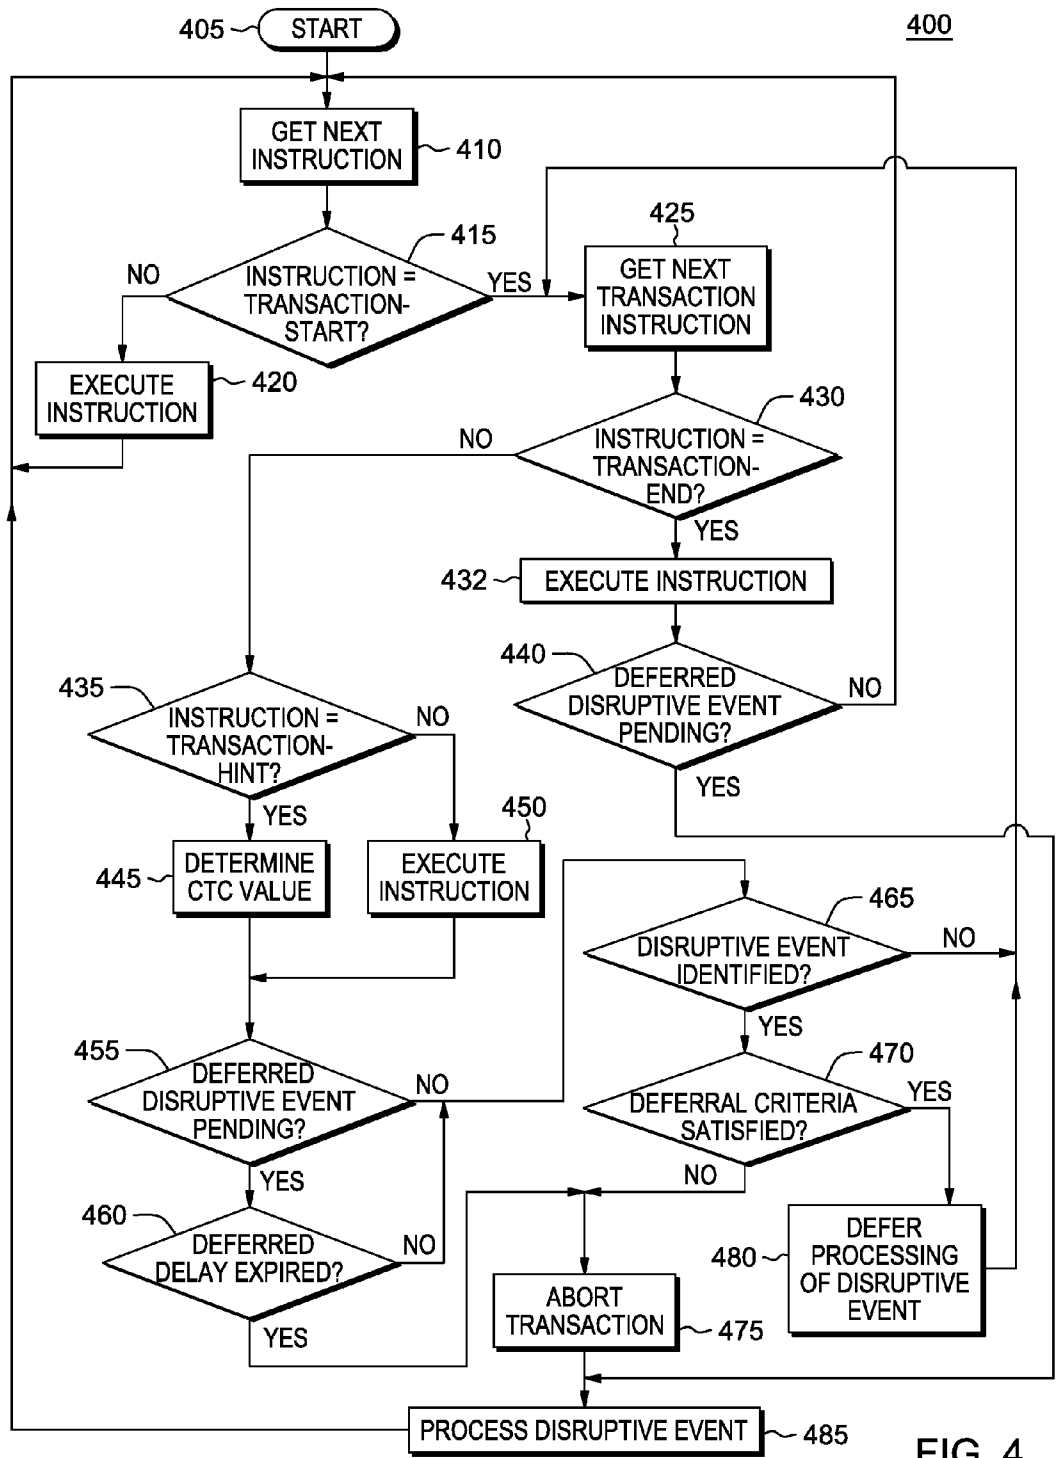 405
START
400
GET NEXT
INSTRUCTION
410
415
INSTRUCTION =
TRANSACTION-
START?
NO
YES
425
GET NEXT
TRANSACTION
INSTRUCTION
EXECUTE
INSTRUCTION
420
430
INSTRUCTION =
TRANSACTION-
END?
NO
YES
432
EXECUTE INSTRUCTION
440
DEFERRED
DISRUPTIVE EVENT
PENDING?
NO
YES
435
INSTRUCTION =
TRANSACTION-
HINT?
NO
YES
445
DETERMINE
CTC VALUE
450
EXECUTE
INSTRUCTION
465
DISRUPTIVE EVENT
IDENTIFIED?
NO
YES
455
DEFERRED
DISRUPTIVE EVENT
PENDING?
NO
YES
470
DEFERRAL CRITERIA
SATISFIED?
YES
NO
460
DEFERRED
DELAY EXPIRED?
NO
YES
480
DEFER
PROCESSING
OF DISRUPTIVE
EVENT
ABORT
TRANSACTION
475
PROCESS DISRUPTIVE EVENT
485
FIG. 4